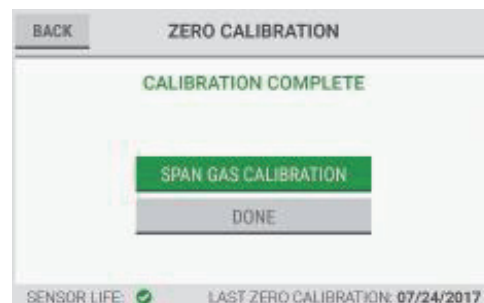 BACK ZERO CALIBRATION
CALIBRATION COMPLETE
SPAN GAS CALIBRATION
DONE
SENSOR LIFE: LAST ZERO CALIBRATION: 07/24/2017